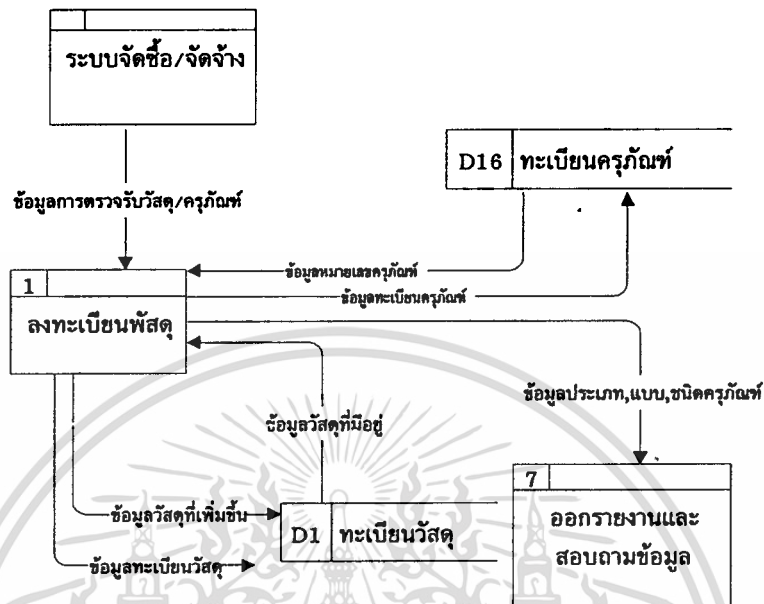 ระบบจัดซื้อ/จัดจ้าง
D16 ทะเบียนครุภัณฑ์
ข้อมูลการตรวจรับวัสดุ/ครุภัณฑ์
ข้อมูลหมายเลขครุภัณฑ์
1
ข้อมูลทะเบียนครุภัณฑ์
ลงทะเบียนพัสดุ
ข้อมูลประเภท,แบบ,ชนิดครุภัณฑ์
ข้อมูลวัสดุที่มีอยู่
7
ข้อมูลวัสดุที่เพิ่มขึ้น
D1 ทะเบียนวัสดุ
ออกรายงานและ
สอบถามข้อมูล
ข้อมูลทะเบียนวัสดุ